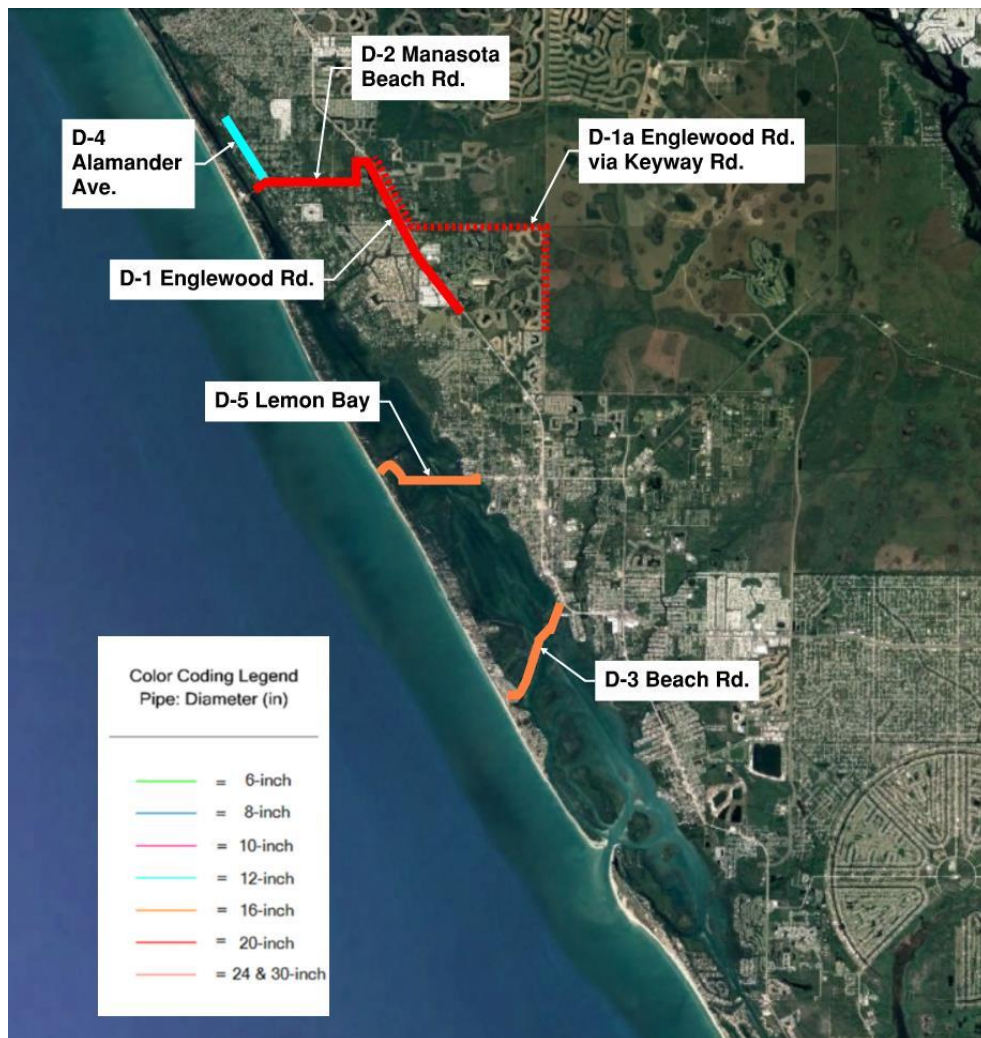 D-2 Manasota
Beach Rd.
D-4
Alamander
Ave.
D-1a Englewood Rd.
via Keyway Rd.
D-1 Englewood Rd.
D-5 Lemon Bay
D-3 Beach Rd.
Color Coding Legend
Pipe: Diameter (in)
= 6-inch
= 8-inch
= 10-inch
= 12-inch
= 16-inch
= 20-inch
= 24 & 30-inch